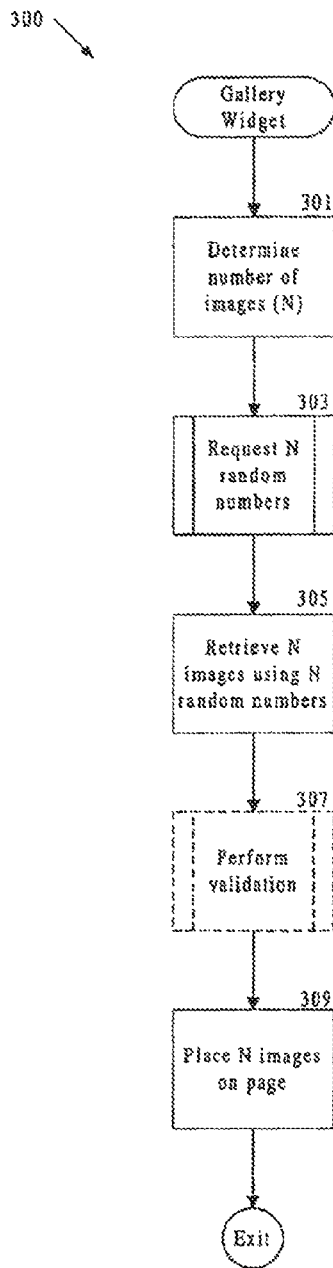 300
Gallery
Widget
301
Determine
number of
images (N)
303
Request N
random
numbers
305
Retrieve N
images using N
random numbers
307
Perform
validation
309
Place N images
on page
Exit